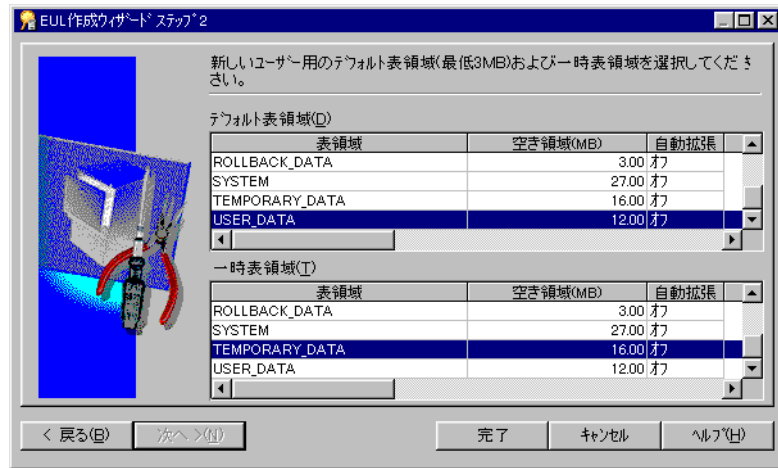 EUL作成ウィザード ステップ2
新しいユーザー用のデフォルト表領域(最低3MB)および一時表領域を選択してくださ
さい。
デフォルト表領域(D)
表領域 空き領域(MB) 自動拡張
ROLLBACK_DATA 3.00 オフ
SYSTEM 27.00 オフ
TEMPORARY_DATA 16.00 オフ
USER_DATA 12.00 オフ
一時表領域(T)
表領域 空き領域(MB) 自動拡張
ROLLBACK_DATA 3.00 オフ
SYSTEM 27.00 オフ
TEMPORARY_DATA 16.00 オフ
USER_DATA 12.00 オフ
< 戻る(B) 次へ >(N) 完了 キャンセル ヘルプ(H)